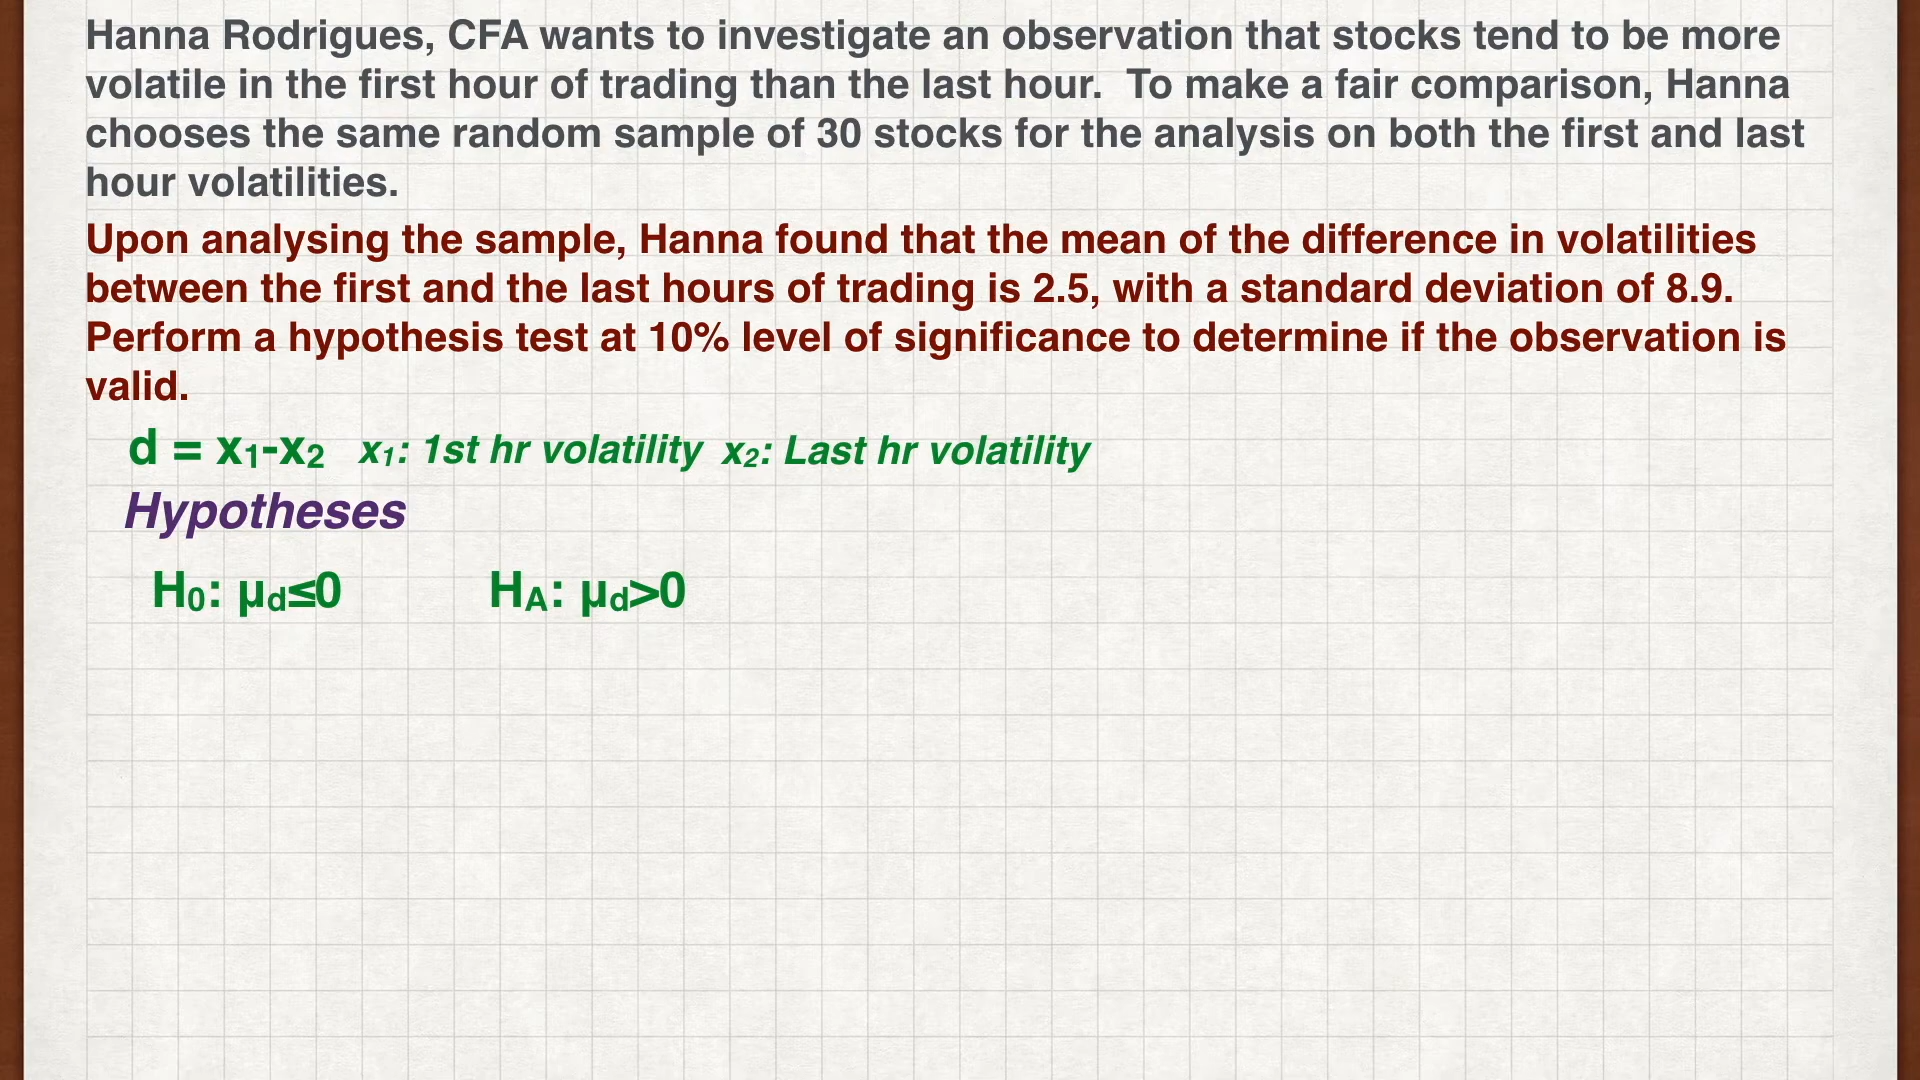 Hanna Rodrigues, CFA wants to investigate an observation that stocks tend to be more
volatile in the first hour of trading than the last hour.  To make a fair comparison, Hanna
chooses the same random sample of 30 stocks for the analysis on both the first and last
hour volatilities.
Upon analysing the sample, Hanna found that the mean of the difference in volatilities
between the first and the last hours of trading is 2.5, with a standard deviation of 8.9.
Perform a hypothesis test at 10% level of significance to determine if the observation is
valid.
d = x₁-x₂ x₁: 1st hr volatility x₂: Last hr volatility
Hypotheses
H₀: μd≤0 HA: μd>0